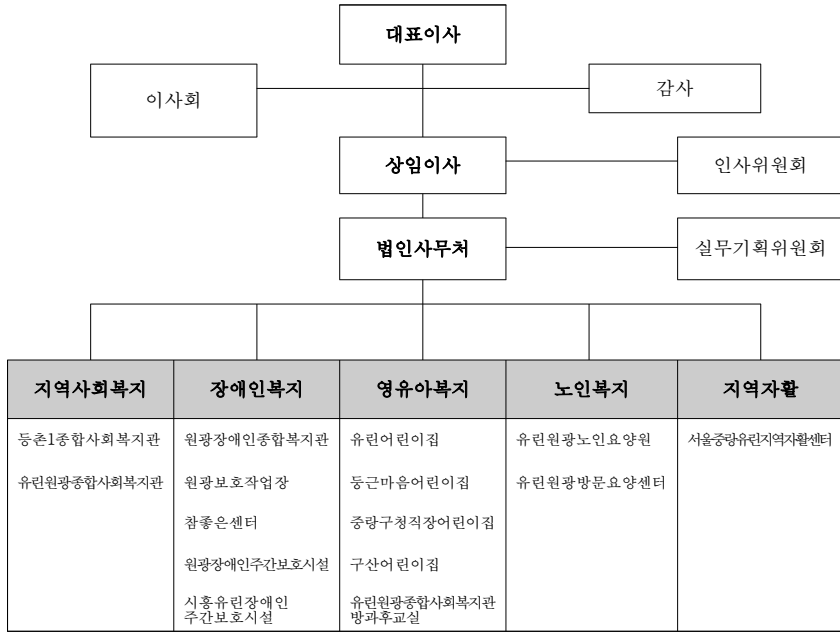 대표이사
이사회
감사
상임이사
인사위원회
법인사무처
실무기획위원회
지역사회복지
등촌1종합사회복지관
유린원광종합사회복지관
장애인복지
원광장애인종합복지관
원광보호작업장
참좋은센터
원광장애인주간보호시설
시흥유린장애인
주간보호시설
영유아복지
유린어린이집
둥근마음어린이집
중랑구청직장어린이집
구산어린이집
유린원광종합사회복지관
방과후교실
노인복지
유린원광노인요양원
유린원광방문요양센터
지역자활
서울중랑유린지역자활센터